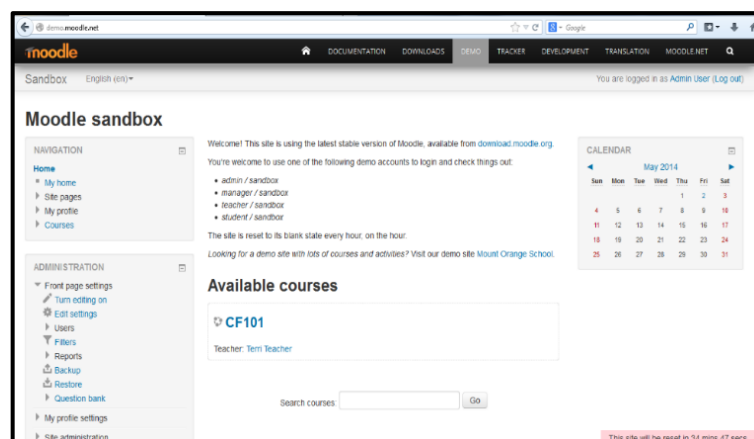 demo.moodle.net
Google
moodle
DOCUMENTATION DOWNLOADS DEMO TRACKER DEVELOPMENT TRANSLATION MOODLE.NET
Sandbox English (en)
You are logged in as Admin User (Log out)
Moodle sandbox
NAVIGATION
Home
My home
Site pages
My profile
Courses
ADMINISTRATION
Front page settings
Turn editing on
Edit settings
Users
Filters
Reports
Backup
Restore
Question bank
My profile settings
Site administration
Welcome! This site is using the latest stable version of Moodle, available from download.moodle.org.
You're welcome to use one of the following demo accounts to login and check things out:
admin / sandbox
manager / sandbox
teacher / sandbox
student / sandbox
The site is reset to its blank state every hour, on the hour.
Looking for a demo site with lots of courses and activities? Visit our demo site Mount Orange School.
Available courses
CF101
Teacher: Terri Teacher
Search courses: Go
CALENDAR
May 2014
Sun Mon Tue Wed Thu Fri Sat
1 2 3
4 5 6 7 8 9 10
11 12 13 14 15 16 17
18 19 20 21 22 23 24
25 26 27 28 29 30 31
This site will be reset in 24 mins 47 secs